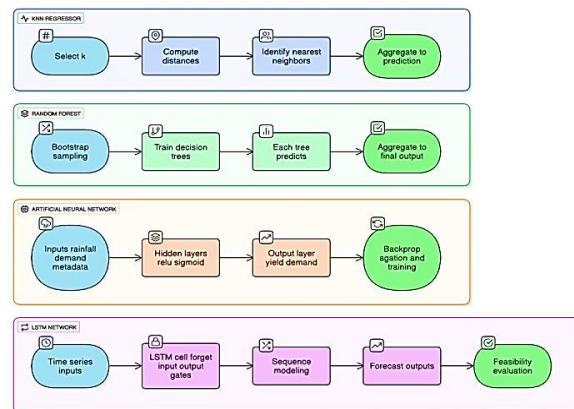 KNN REGRESSOR
Select k
Compute
distances
Identify nearest
neighbors
Aggregate to
prediction
RANDOM FOREST
Bootstrap
sampling
Train decision
trees
Each tree
predicts
Aggregate to
final output
ARTIFICIAL NEURAL NETWORK
Inputs rainfall
demand
metadata
Hidden layers
relu sigmoid
Output layer
yield demand
Backprop
agation and
training
LSTM NETWORK
Time series
inputs
LSTM cell forget
input output
gates
Sequence
modeling
Forecast outputs
Feasibility
evaluation